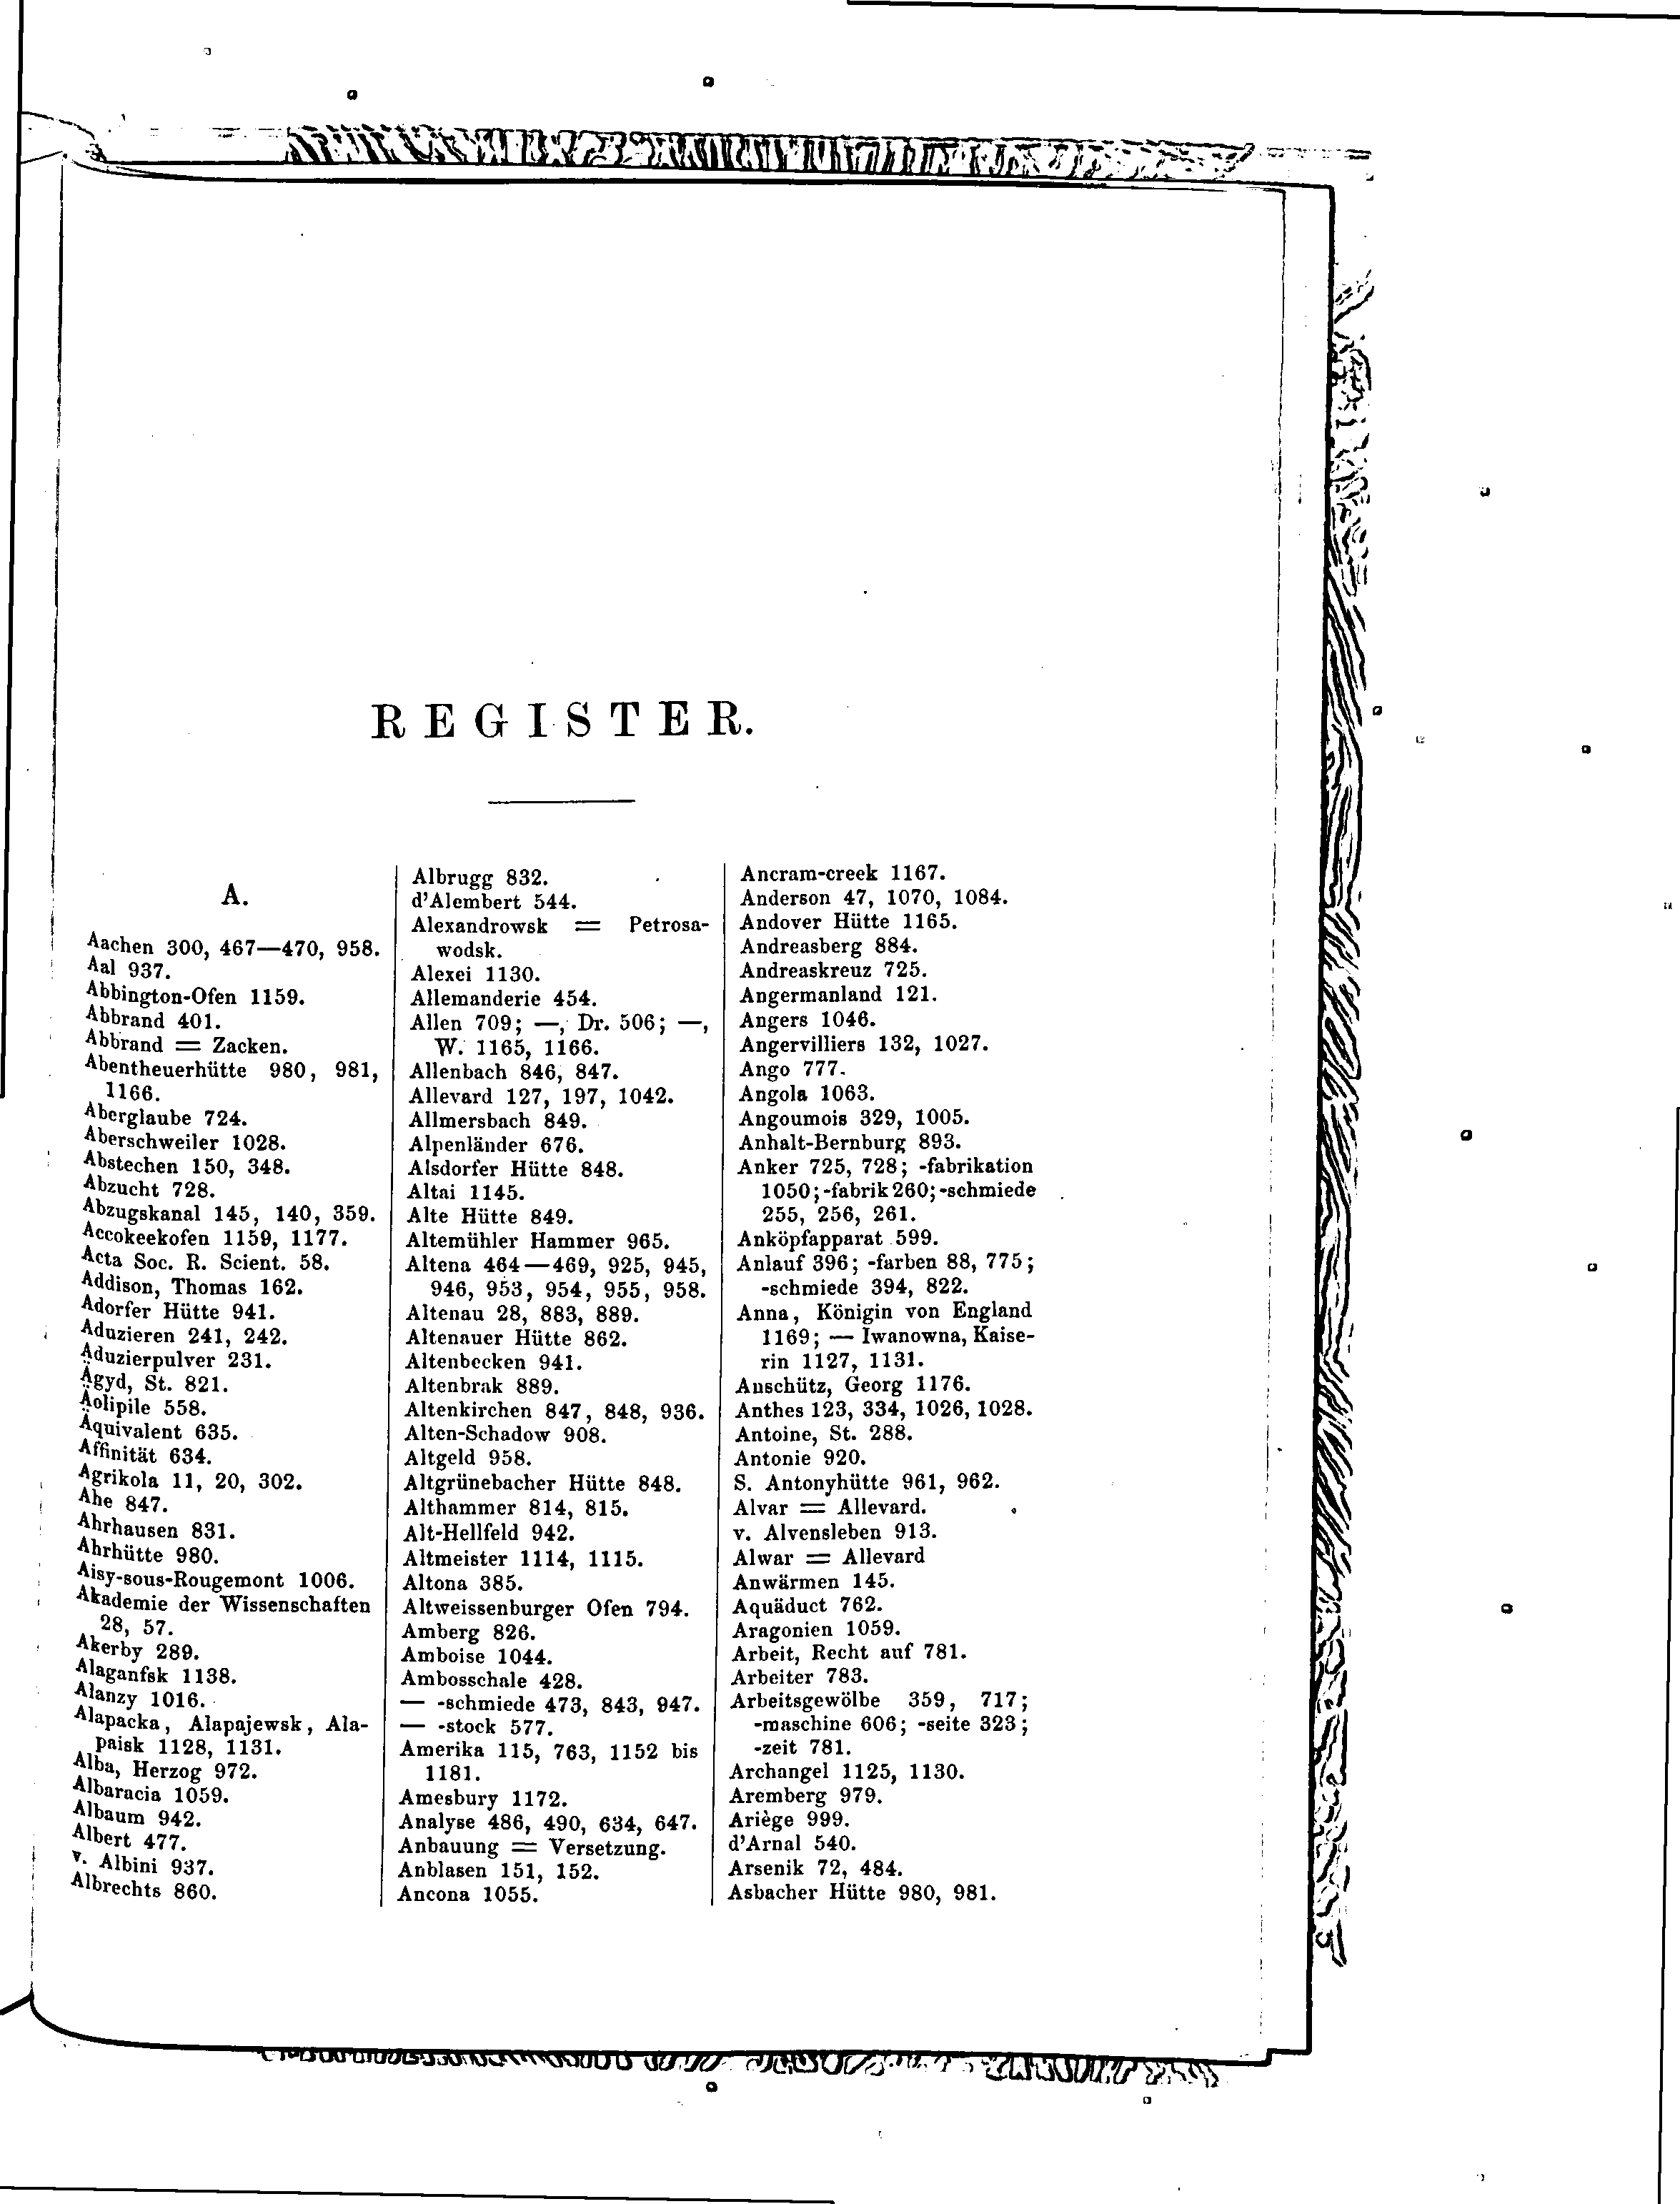 REGISTER.
A.
Aachen 300, 467—470, 958.
Aal 937.
Abbington-Ofen 1159.
Abbrand 401.
Abbrand = Zacken.
Abentheuerhütte 980, 981,
1166.
Aberglaube 724.
Aberschweiler 1028.
Abstechen 150, 348.
Abzucht 728.
Abzugskanal 145, 140, 359.
Accokeekofen 1159, 1177.
Acta Soc. R. Scient. 58.
Addison, Thomas 162.
Adorfer Hütte 941.
Aduzieren 241, 242.
Aduzierpulver 231.
Ägyd, St. 821.
Äolipile 558.
Äquivalent 635.
Affinität 634.
Agrikola 11, 20, 302.
Ahe 847.
Ahrhausen 831.
Ahrhütte 980.
Aisy-sous-Rougemont 1006.
Akademie der Wissenschaften
28, 57.
Akerby 289.
Alaganfsk 1138.
Alanzy 1016.
Alapacka, Alapajewsk, Ala-
paisk 1128, 1131.
Alba, Herzog 972.
Albaracia 1059.
Albaum 942.
Albert 477.
v. Albini 937.
Albrechts 860.
Albrugg 832.
d'Alembert 544.
Alexandrowsk = Petrosa-
wodsk.
Alexei 1130.
Allemanderie 454.
Allen 709; —, Dr. 506; —,
W. 1165, 1166.
Allenbach 846, 847.
Allevard 127, 197, 1042.
Allmersbach 849.
Alpenländer 676.
Alsdorfer Hütte 848.
Altai 1145.
Alte Hütte 849.
Altemühler Hammer 965.
Altena 464—469, 925, 945,
946, 953, 954, 955, 958.
Altenau 28, 883, 889.
Altenauer Hütte 862.
Altenbecken 941.
Altenbrak 889.
Altenkirchen 847, 848, 936.
Alten-Schadow 908.
Altgeld 958.
Altgrünebacher Hütte 848.
Althammer 814, 815.
Alt-Hellfeld 942.
Altmeister 1114, 1115.
Altona 385.
Altweissenburger Ofen 794.
Amberg 826.
Amboise 1044.
Ambosschale 428.
— -schmiede 473, 843, 947.
— -stock 577.
Amerika 115, 763, 1152 bis
1181.
Amesbury 1172.
Analyse 486, 490, 634, 647.
Anbauung = Versetzung.
Anblasen 151, 152.
Ancona 1055.
Ancram-creek 1167.
Anderson 47, 1070, 1084.
Andover Hütte 1165.
Andreasberg 884.
Andreaskreuz 725.
Angermanland 121.
Angers 1046.
Angervilliers 132, 1027.
Ango 777.
Angola 1063.
Angoumois 329, 1005.
Anhalt-Bernburg 893.
Anker 725, 728; -fabrikation
1050; -fabrik 260; -schmiede
255, 256, 261.
Anköpfapparat 599.
Anlauf 396; -farben 88, 775;
-schmiede 394, 822.
Anna, Königin von England
1169; — Iwanowna, Kaise-
rin 1127, 1131.
Anschütz, Georg 1176.
Anthes 123, 334, 1026, 1028.
Antoine, St. 288.
Antonie 920.
S. Antonyhütte 961, 962.
Alvar = Allevard.
v. Alvensleben 913.
Alwar = Allevard
Anwärmen 145.
Aquäduct 762.
Aragonien 1059.
Arbeit, Recht auf 781.
Arbeiter 783.
Arbeitsgewölbe 359, 717;
-maschine 606; -seite 323;
-zeit 781.
Archangel 1125, 1130.
Aremberg 979.
Ariège 999.
d'Arnal 540.
Arsenik 72, 484.
Asbacher Hütte 980, 981.